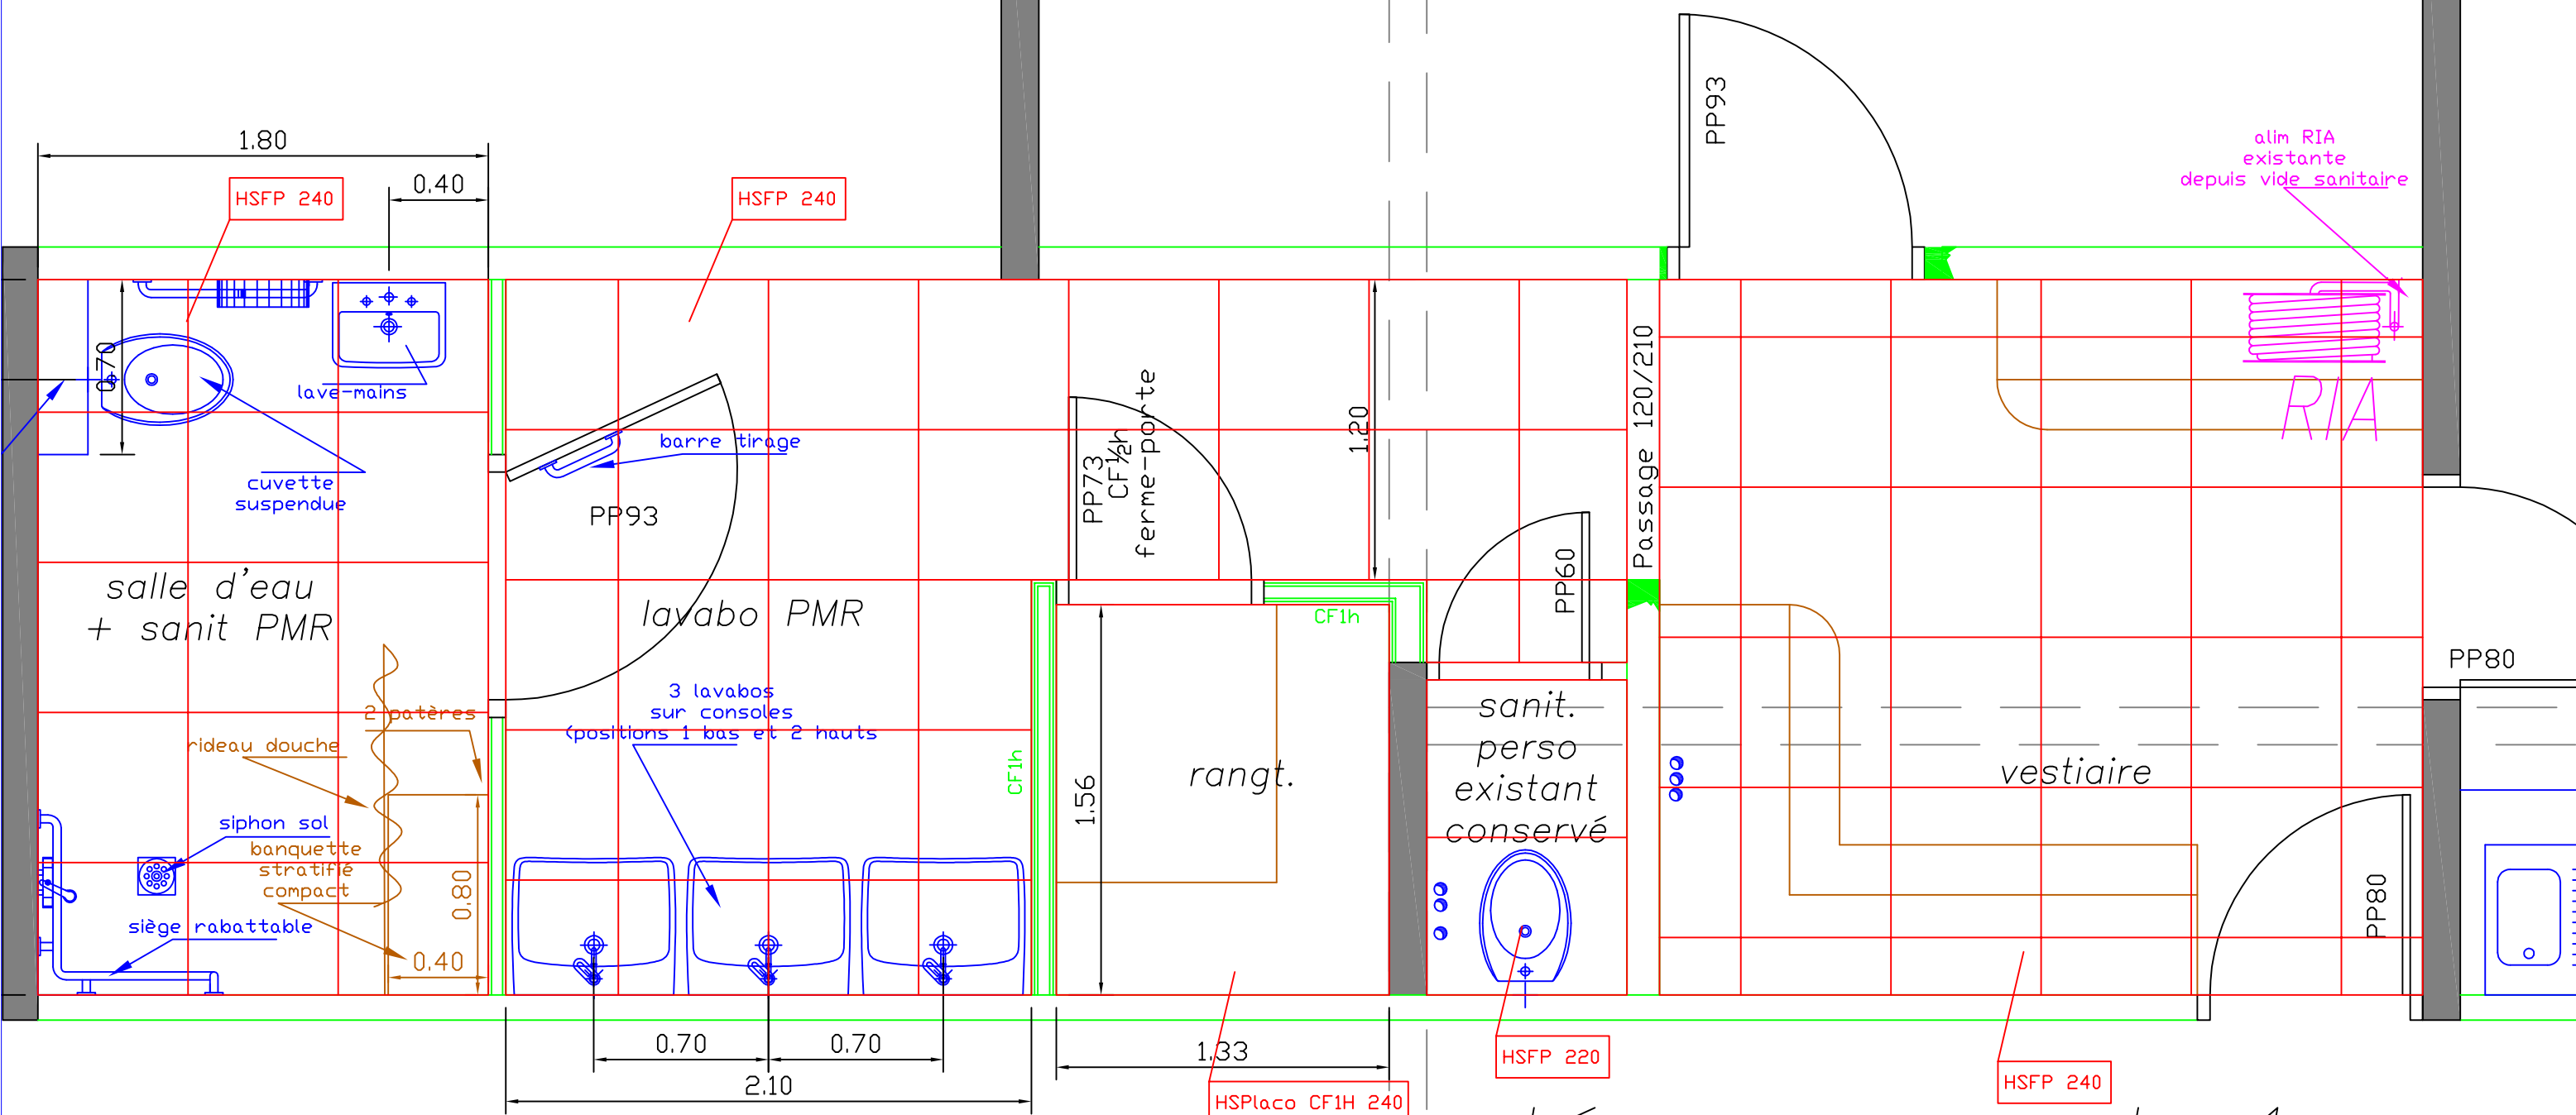 1.80
0.40
HSFP 240
HSFP 240
PP93
alim RIA
existante
depuis vide sanitaire
RIA
0.70
lave-mains
cuvette
suspendue
barre tirage
PP93
PP73
CF½h
ferme-porte
1.20
Passage 120/210
PP60
CF1h
salle d'eau
+ sanit PMR
lavabo PMR
3 lavabos
sur consoles
(positions 1 bas et 2 hauts
2 patères
rideau douche
siphon sol
banquette
stratifié
compact
siège rabattable
0.80
0.40
CF1h
1.56
rangt.
sanit.
perso
existant
conservé
vestiaire
PP80
PP80
0.70
0.70
2.10
1.33
HSPlaco CF1H 240
HSFP 220
HSFP 240